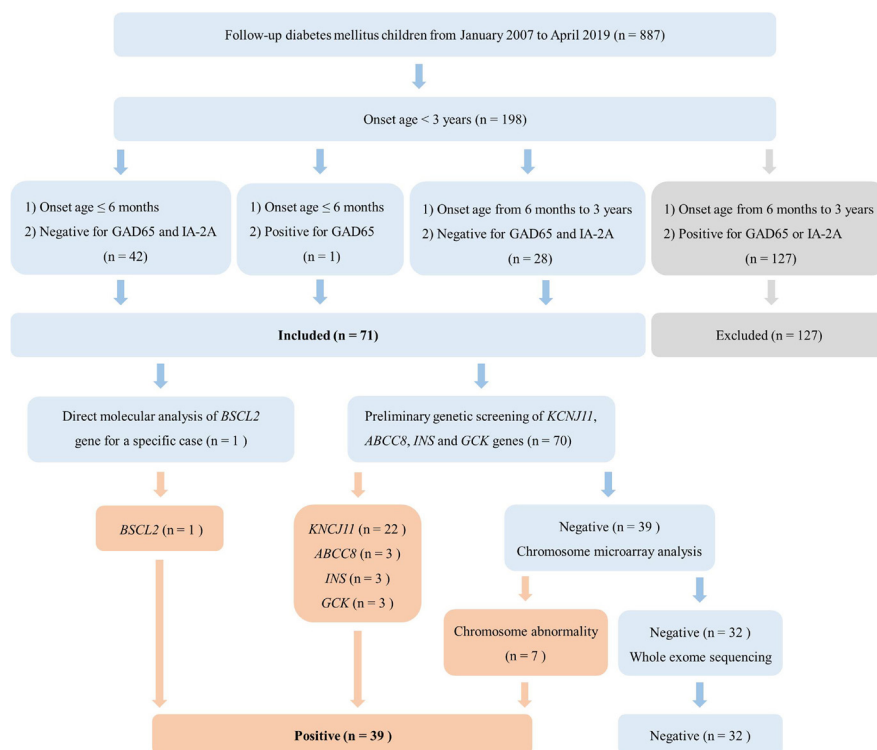 Follow-up diabetes mellitus children from January 2007 to April 2019 (n = 887)
Onset age < 3 years (n = 198)
1) Onset age ≤ 6 months
2) Negative for GAD65 and IA-2A
(n = 42)
1) Onset age ≤ 6 months
2) Positive for GAD65
(n = 1)
1) Onset age from 6 months to 3 years
2) Negative for GAD65 and IA-2A
(n = 28)
1) Onset age from 6 months to 3 years
2) Positive for GAD65 or IA-2A
(n = 127)
Included (n = 71)
Excluded (n = 127)
Direct molecular analysis of BSCL2
gene for a specific case (n = 1 )
Preliminary genetic screening of KCNJ11,
ABCC8, INS and GCK genes (n = 70)
BSCL2 (n = 1 )
KNCJ11 (n = 22 )
ABCC8 (n = 3 )
INS (n = 3 )
GCK (n = 3 )
Negative (n = 39 )
Chromosome microarray analysis
Chromosome abnormality
(n = 7 )
Negative (n = 32 )
Whole exome sequencing
Positive (n = 39 )
Negative (n = 32 )